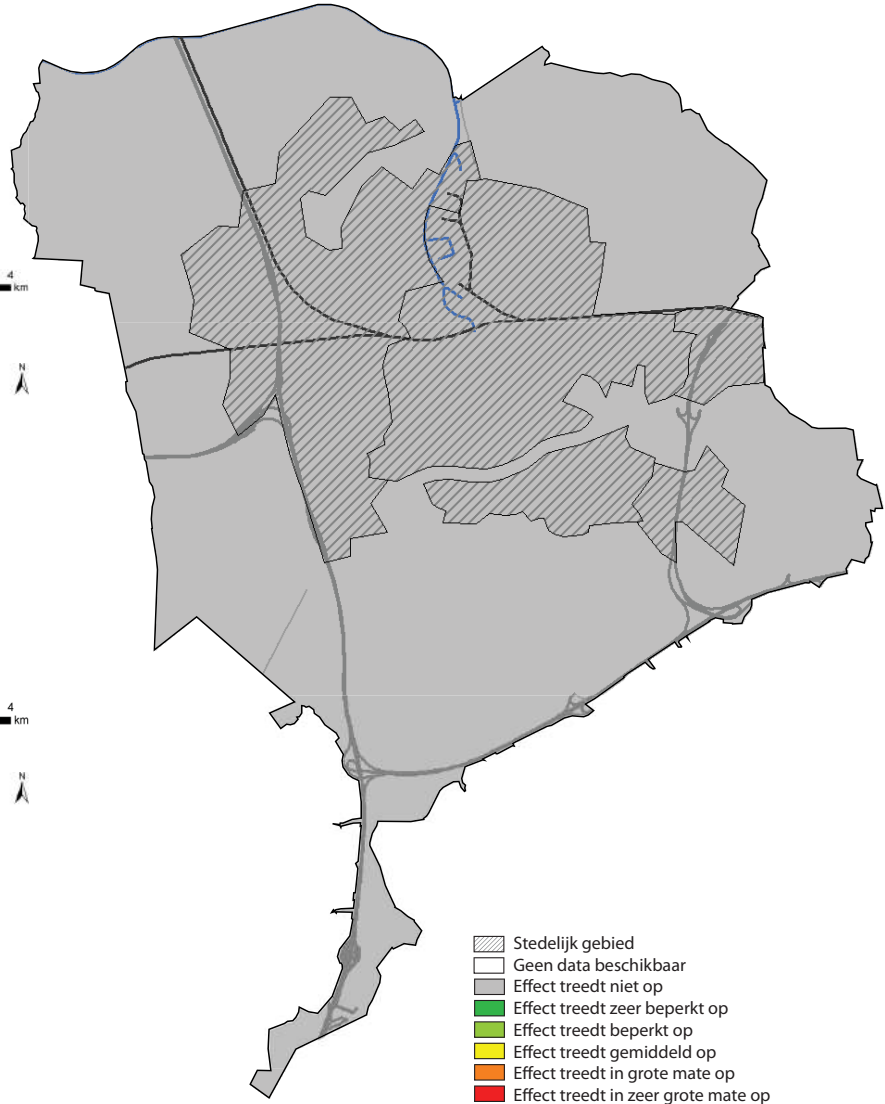 4
km
N
4
km
N
Stedelijk gebied
Geen data beschikbaar
Effect treedt niet op
Effect treedt zeer beperkt op
Effect treedt beperkt op
Effect treedt gemiddeld op
Effect treedt in grote mate op
Effect treedt in zeer grote mate op